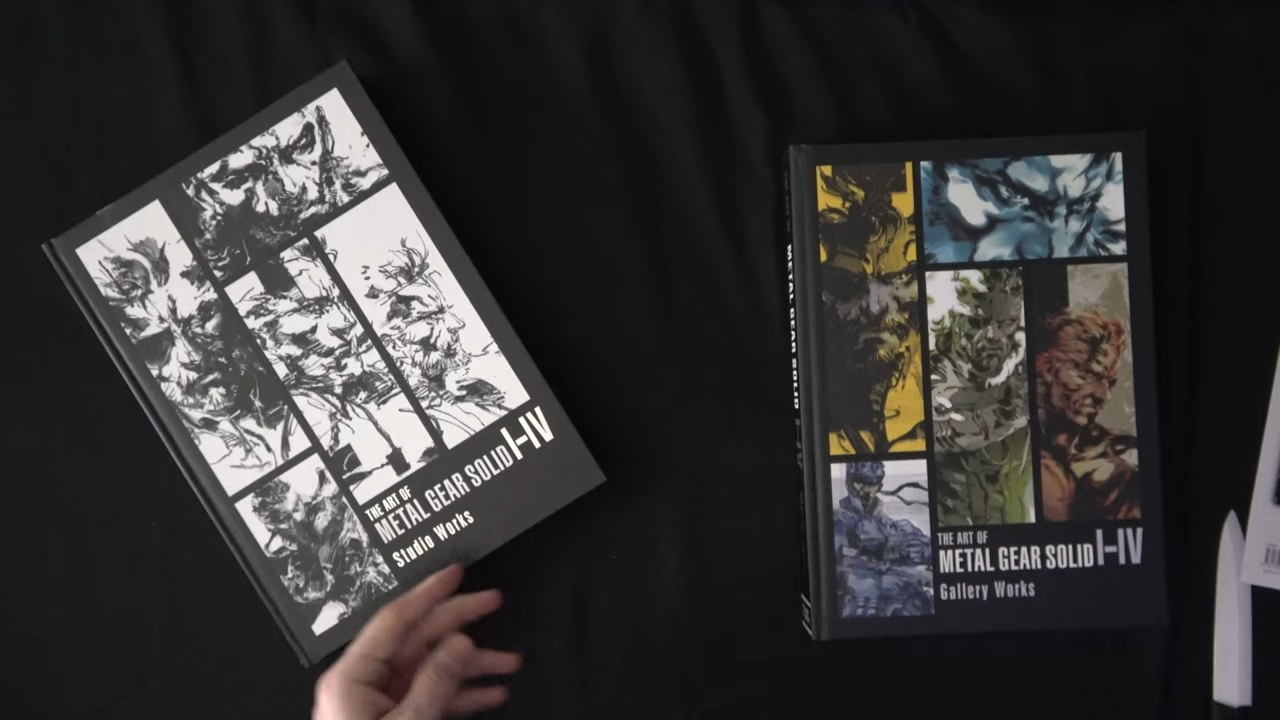 THE ART OF
METAL GEAR SOLID I-IV
Studio Works
METAL GEAR SOLID I-IV
THE ART OF
METAL GEAR SOLID I-IV
Gallery Works